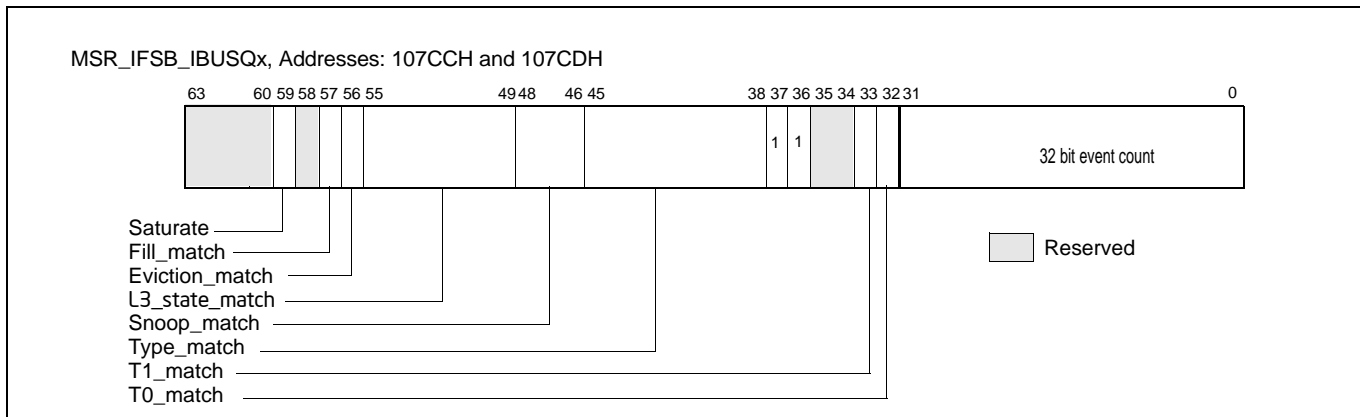 MSR_IFSB_IBUSQx, Addresses: 107CCH and 107CDH
63 60 59 58 57 56 55 49 48 46 45 38 37 36 35 34 33 32 31 0
1 1 32 bit event count
Saturate
Fill_match
Eviction_match
L3_state_match
Snoop_match
Type_match
T1_match
T0_match
Reserved